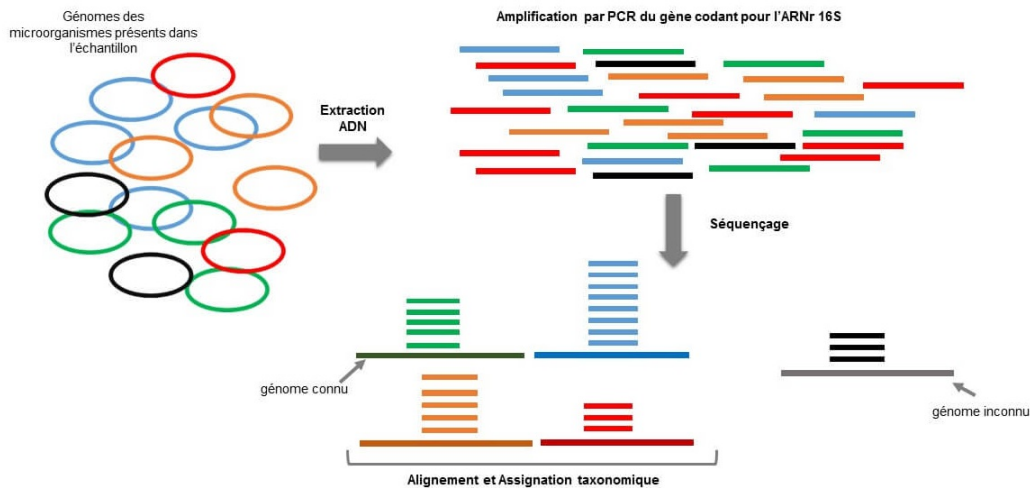 Génomes des
microorganismes présents dans
l'échantillon
Amplification par PCR du gène codant pour l'ARNr 16S
Extraction
ADN
Séquençage
génome connu
génome inconnu
Alignement et Assignation taxonomique